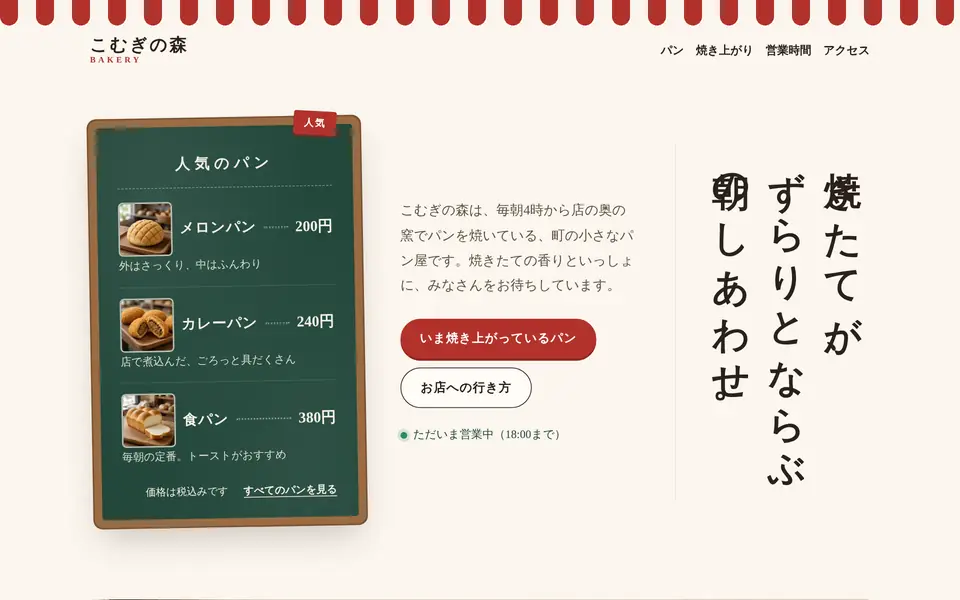 こむぎの森
BAKERY
パン 焼き上がり 営業時間 アクセス
焼きたてが
ずらりとならぶ
朝のしあわせ。
こむぎの森は、毎朝4時から店の奥の
窯でパンを焼いている、町の小さなパ
ン屋です。焼きたての香りといっしょ
に、みなさんをお待ちしています。
いま焼き上がっているパン
お店への行き方
ただいま営業中（18:00まで）
人気
人気のパン
メロンパン 200円
外はさっくり、中はふんわり
カレーパン 240円
店で煮込んだ、ごろっと具だくさん
食パン 380円
毎朝の定番。トーストがおすすめ
価格は税込みです すべてのパンを見る